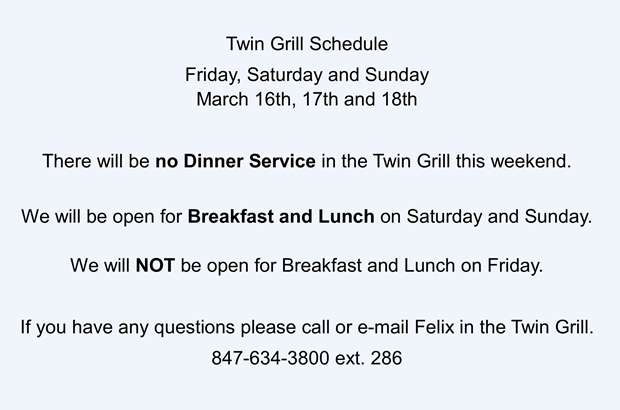 Twin Grill Schedule
Friday, Saturday and Sunday
March 16th, 17th and 18th
There will be no Dinner Service in the Twin Grill this weekend.
We will be open for Breakfast and Lunch on Saturday and Sunday.
We will NOT be open for Breakfast and Lunch on Friday.
If you have any questions please call or e-mail Felix in the Twin Grill.
847-634-3800 ext. 286